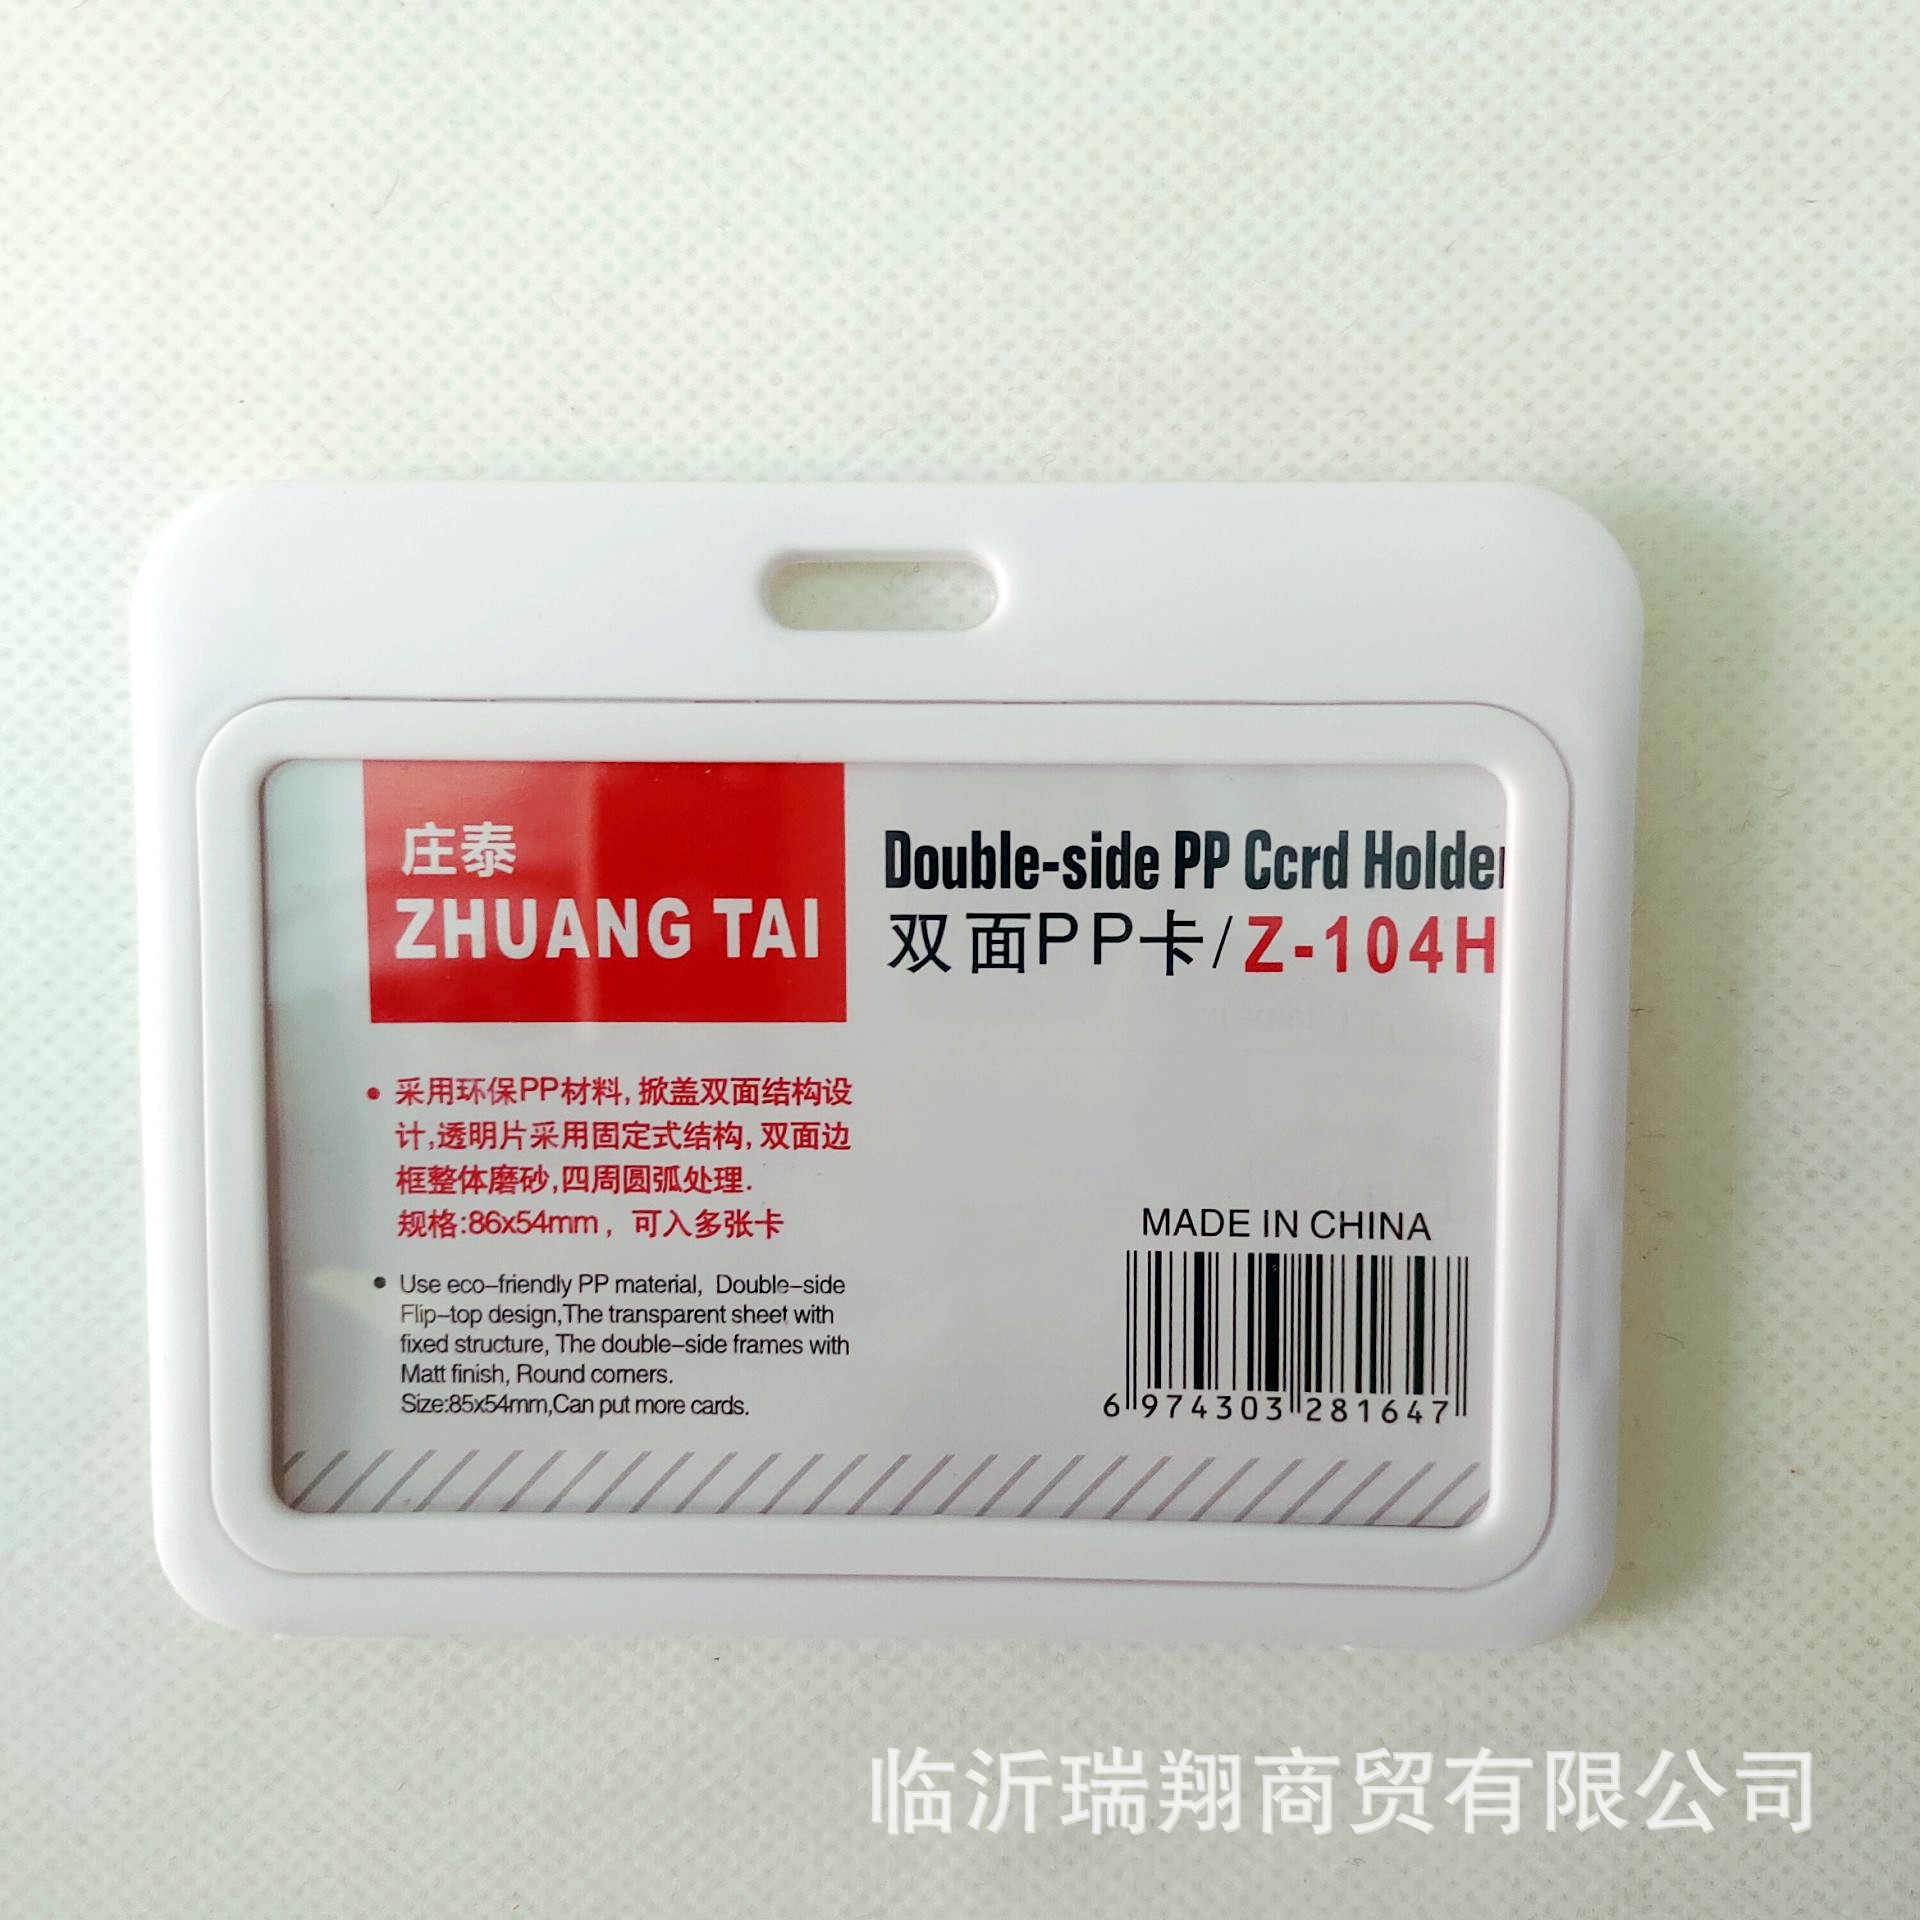 庄泰
ZHUANG TAI
Double-side PP Ccrd Holder
双面PP卡/Z-104H
采用环保PP材料,掀盖双面结构设
计,透明片采用固定式结构,双面边
框整体磨砂,四周圆弧处理.
规格:86x54mm，可入多张卡
Use eco-friendly PP material, Double-side
Flip-top design,The transparent sheet with
fixed structure, The double-side frames with
Matt finish, Round corners.
Size:85x54mm,Can put more cards.
MADE IN CHINA
6 974303 281647
临沂瑞翔商贸有限公司